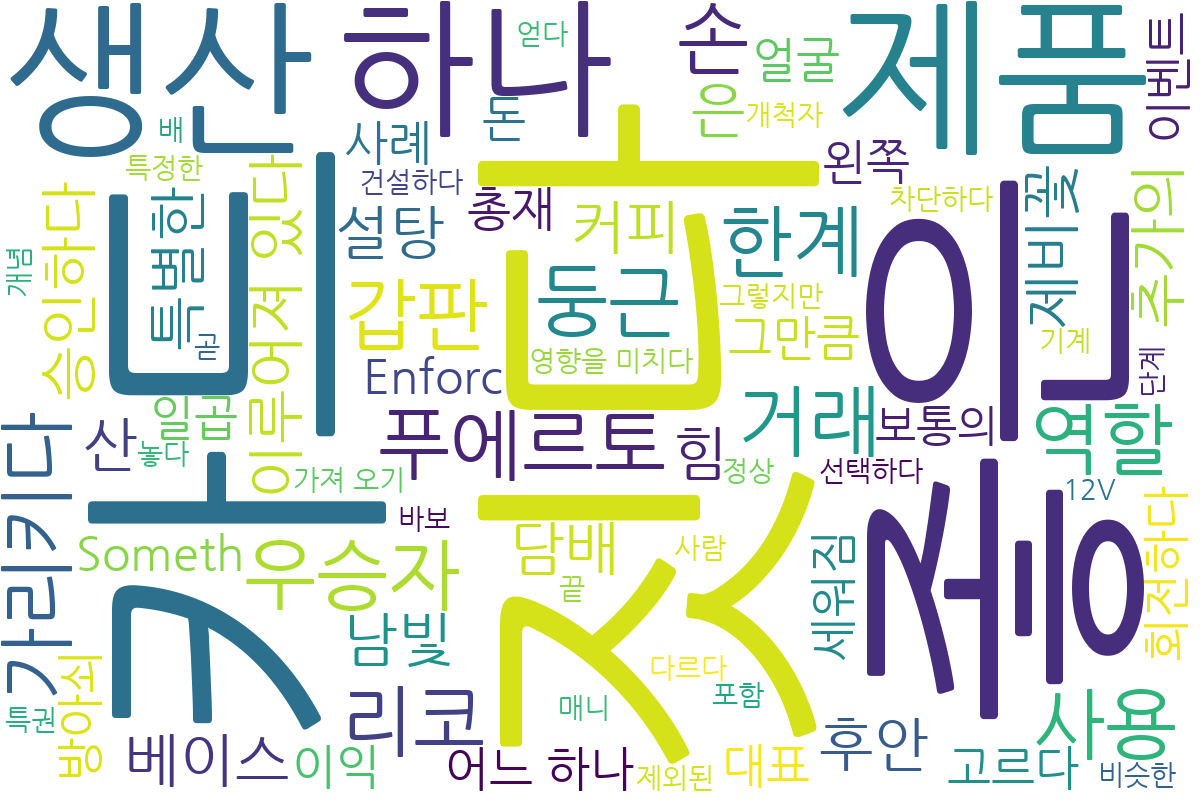 생산
하나
제품
손
얼굴
얻다
은
개척자
이벤트
돈
배
사례
특정한
건설하다
총재
왼쪽
차단하다
설탕
커피
한계
특별한
승인하다
이루어져 있다
제비꽃
추가의
개념
곧
카드
짓다
좋은
갑판
둥근
그렇지만
그만큼
기계
영향을 미치다
Enforc
단계
일곱
산
놓다
푸에르토
힘
거래
보통의
역할
가져 오기
정상
선택하다
12V
바보
가리키다
Someth
우승자
담배
사람
끝
세워짐
회전하다
남빛
다르다
포함
매니
방아쇠
특권
리코
사용
베이스
이익
어느 하나
제외된
대표
후안
고르다
비슷한